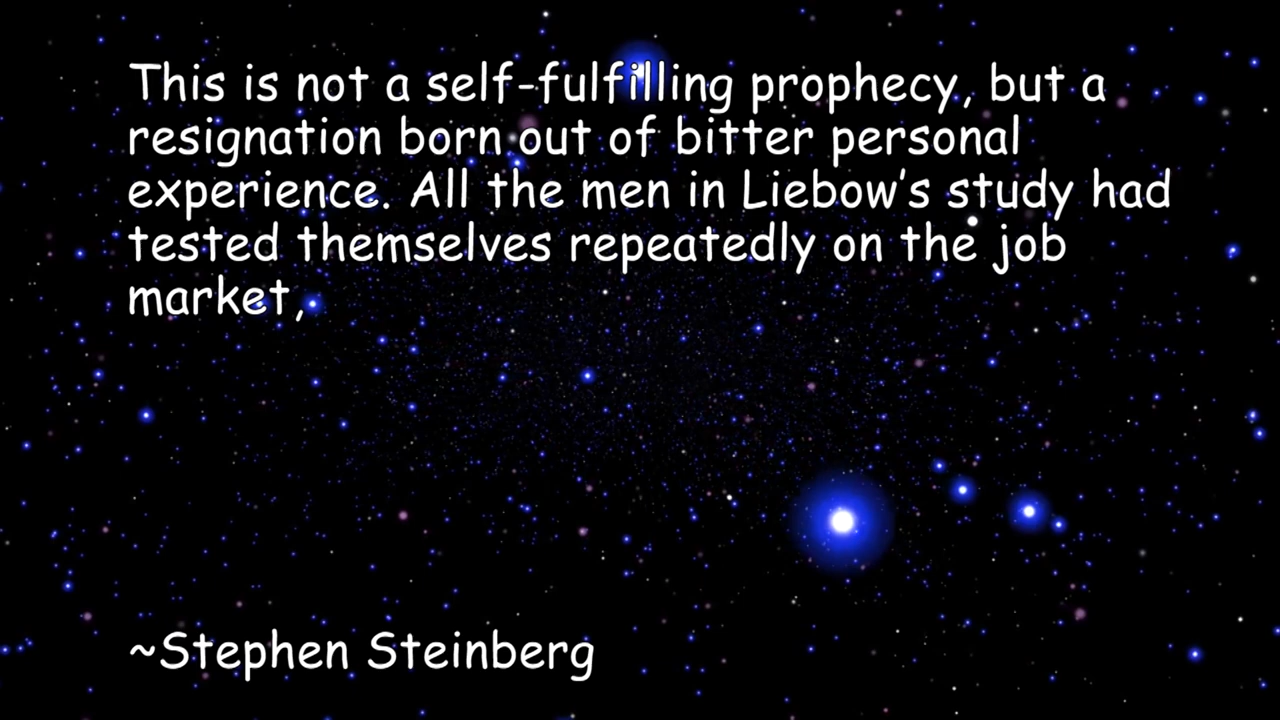 This is not a self-fulfilling prophecy, but a
resignation born out of bitter personal
experience. All the men in Liebow's study had
tested themselves repeatedly on the job
market,
~Stephen Steinberg